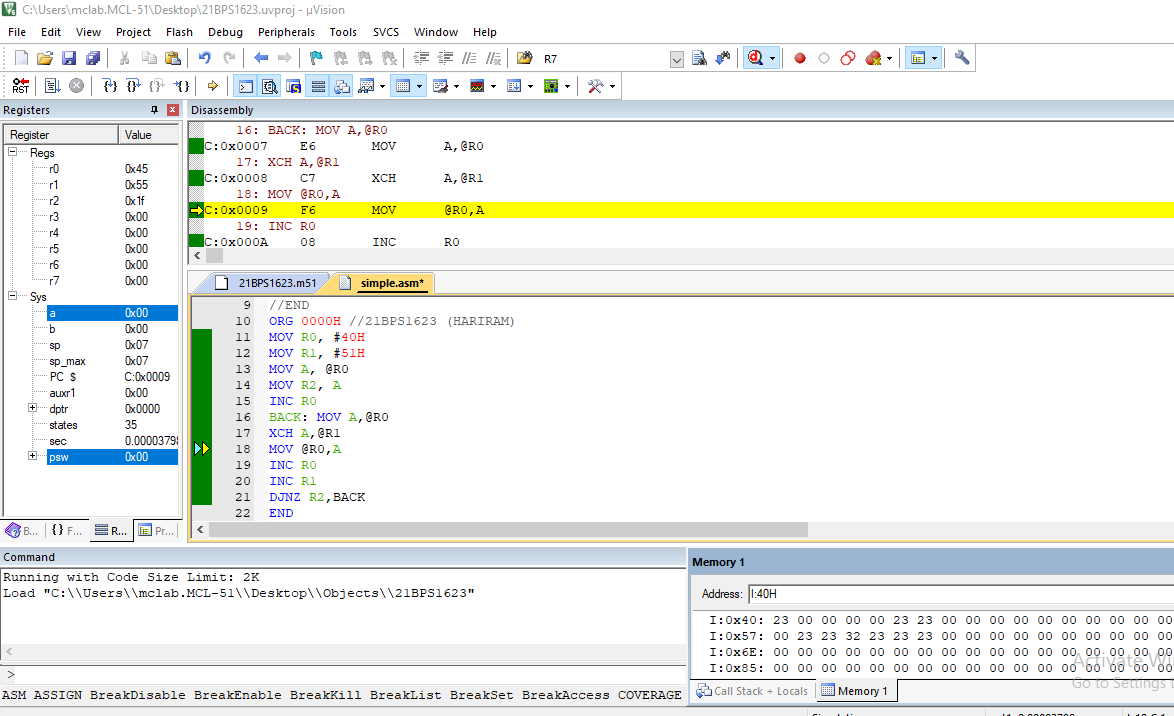 C:\Users\mclab.MCL-51\Desktop\21BPS1623.uvproj - µVision
File Edit View Project Flash Debug Peripherals Tools SVCS Window Help
R7
RST
Registers
Register Value
Regs
r0 0x45
r1 0x55
r2 0x1f
r3 0x00
r4 0x00
r5 0x00
r6 0x00
r7 0x00
Sys
a 0x00
b 0x00
sp 0x07
sp_max 0x07
PC $ C:0x0009
auxr1 0x00
dptr 0x0000
states 35
sec 0.00003798
psw 0x00
B... F... R... Pr...
Disassembly
16: BACK: MOV A,@R0
C:0x0007 E6 MOV A,@R0
17: XCH A,@R1
C:0x0008 C7 XCH A,@R1
18: MOV @R0,A
C:0x0009 F6 MOV @R0,A
19: INC R0
C:0x000A 08 INC R0
21BPS1623.m51 simple.asm*
9 //END
10 ORG 0000H //21BPS1623 (HARIRAM)
11 MOV R0, #40H
12 MOV R1, #51H
13 MOV A, @R0
14 MOV R2, A
15 INC R0
16 BACK: MOV A,@R0
17 XCH A,@R1
18 MOV @R0,A
19 INC R0
20 INC R1
21 DJNZ R2,BACK
22 END
Command
Running with Code Size Limit: 2K
Load "C:\\Users\\mclab.MCL-51\\Desktop\\Objects\\21BPS1623"
>
ASM ASSIGN BreakDisable BreakEnable BreakKill BreakList BreakSet BreakAccess COVERAGE
Memory 1
Address: I:40H
I:0x40: 23 00 00 00 00 23 23 00 00 00 00 00 00 00 00 00 00
I:0x57: 00 23 23 32 23 23 23 00 00 00 00 00 00 00 00 00 00
I:0x6E: 00 00 00 00 00 00 00 00 00 00 00 00 00 00 00 00 00
I:0x85: 00 00 00 00 00 00 00 00 00 00 00 00 00 00 00 00 00
Activate Wi
Go to Settings t
Call Stack + Locals Memory 1